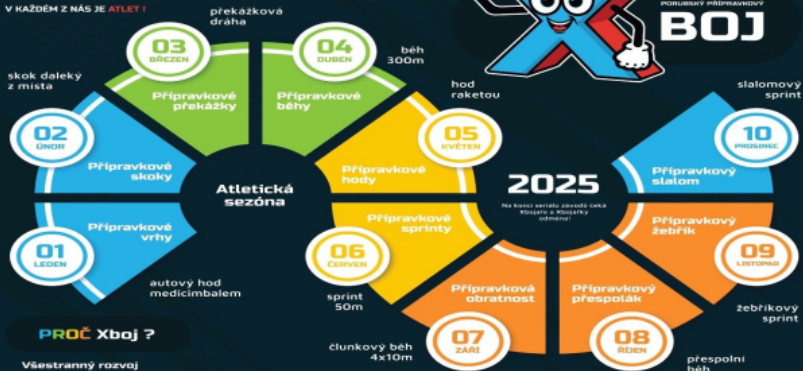 V KAŽDÉM Z NÁS JE ATLET !
PORUBSKÝ PŘÍPRAVKOVÝ
BOJ
překážková
dráha
03
BŘEZEN
Přípravkové
překážky
04
DUBEN
Přípravkové
běhy
běh
300m
skok daleký
z místa
02
ÚNOR
Přípravkové
skoky
hod
raketou
05
KVĚTEN
Přípravkové
hody
slalomový
sprint
10
PROSINEC
Přípravkový
slalom
Atletická
sezóna
2025
Na konci seriálu závodů čeká
Xbojaře a Xbojařky
odměna!
01
LEDEN
Přípravkové
vrhy
autový hod
medicimbalem
06
ČERVEN
Přípravkové
sprinty
sprint
50m
Přípravkový
žebřík
09
LISTOPAD
žebříkový
sprint
Přípravková
obratnost
07
ZÁŘÍ
člunkový běh
4x10m
Přípravkový
přespolák
08
ŘÍJEN
přespolní
běh
PROČ Xboj ?
Všestranný rozvoj